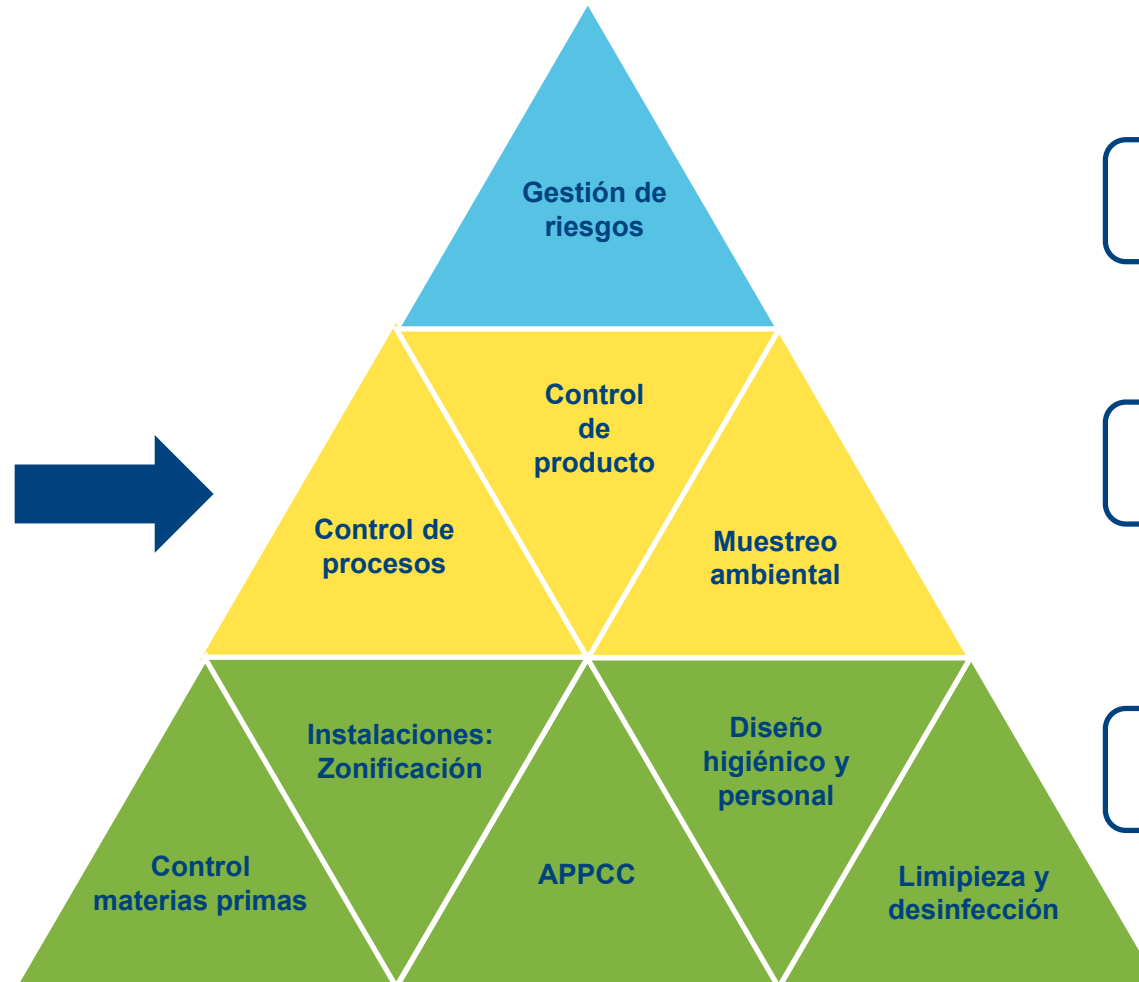 Gestión de
riesgos
Control
de
producto
Control de
procesos
Muestreo
ambiental
Instalaciones:
Zonificación
Diseño
higiénico y
personal
Control
materias primas
APPCC
Limipieza y
desinfección